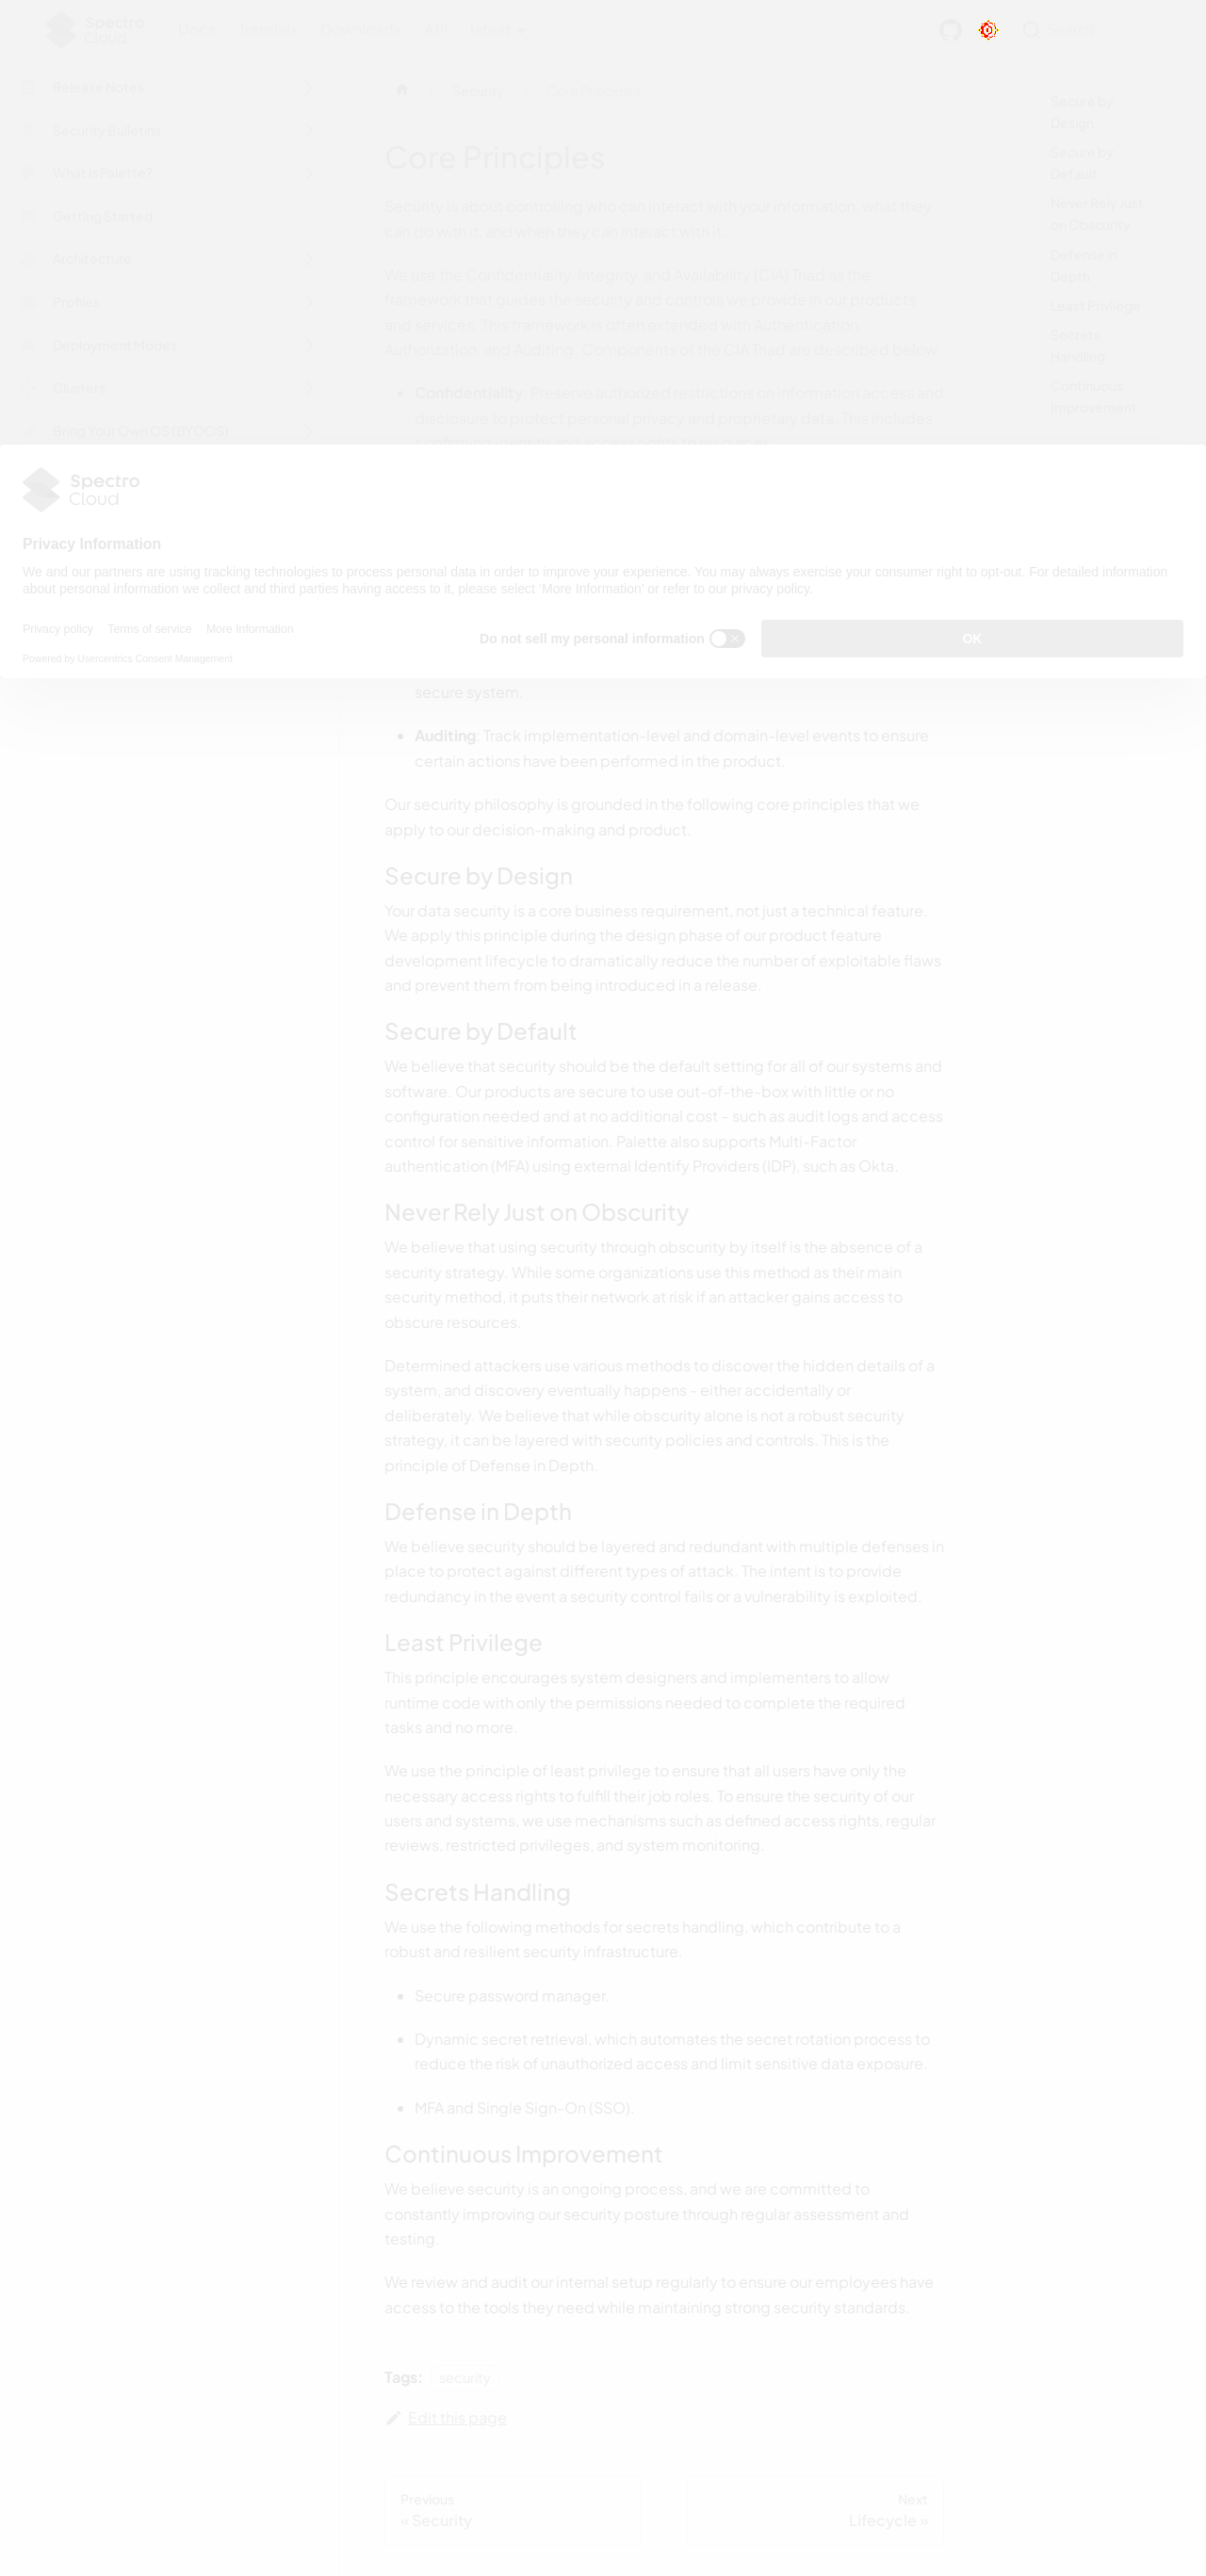 Spectro
Cloud
Docs
Tutorials
Downloads
API
Search
Release Notes
Security Bulletins
What is Palette?
Getting Started
Architecture
Profiles
Deployment Modes
Clusters
Bring Your Own OS (BYOOS)
Security
Core Principles
Secure by
Design
Secure by
Default
Never Rely Just
on Obscurity
Defense in
Depth
Least Privilege
Secrets
Handling
Continuous
Improvement
Core Principles
Security is about controlling who can interact with your information, what they
can do with it, and when they can interact with it.
We use the Confidentiality, Integrity, and Availability (CIA) Triad as the
framework that guides the security and controls we provide in our products
and services. This framework is often extended with Authentication,
Authorization, and Auditing. Components of the CIA Triad are described below.
Confidentiality: Preserve authorized restrictions on information access and
disclosure to protect personal privacy and proprietary data. This includes
Spectro
Cloud
Privacy Information
We and our partners are using tracking technologies to process personal data in order to improve your experience. You may always exercise your consumer right to opt-out. For detailed information
about personal information we collect and third parties having access to it, please select 'More Information' or refer to our privacy policy.
Privacy policy Terms of service More Information
Do not sell my personal information
OK
Powered by Usercentrics Consent Management
secure system.
Auditing: Track implementation-level and domain-level events to ensure
certain actions have been performed in the product.
Our security philosophy is grounded in the following core principles that we
apply to our decision-making and product.
Secure by Design
Your data security is a core business requirement, not just a technical feature.
We apply this principle during the design phase of our product feature
development lifecycle to dramatically reduce the number of exploitable flaws
and prevent them from being introduced in a release.
Secure by Default
We believe that security should be the default setting for all of our systems and
software. Our products are secure to use out-of-the-box with little or no
configuration needed and at no additional cost – such as audit logs and access
control for sensitive information. Palette also supports Multi-Factor
authentication (MFA) using external Identify Providers (IDP), such as Okta.
Never Rely Just on Obscurity
We believe that using security through obscurity by itself is the absence of a
security strategy. While some organizations use this method as their main
security method, it puts their network at risk if an attacker gains access to
obscure resources.
Determined attackers use various methods to discover the hidden details of a
system, and discovery eventually happens - either accidentally or
deliberately. We believe that while obscurity alone is not a robust security
strategy, it can be layered with security policies and controls. This is the
principle of Defense in Depth.
Defense in Depth
We believe security should be layered and redundant with multiple defenses in
place to protect against different types of attack. The intent is to provide
redundancy in the event a security control fails or a vulnerability is exploited.
Least Privilege
This principle encourages system designers and implementers to allow
runtime code with only the permissions needed to complete the required
tasks and no more.
We use the principle of least privilege to ensure that all users have only the
necessary access rights to fulfill their job roles. To ensure the security of our
users and systems, we use mechanisms such as defined access rights, regular
reviews, restricted privileges, and system monitoring.
Secrets Handling
We use the following methods for secrets handling, which contribute to a
robust and resilient security infrastructure.
Secure password manager.
Dynamic secret retrieval, which automates the secret rotation process to
reduce the risk of unauthorized access and limit sensitive data exposure.
MFA and Single Sign-On (SSO).
Continuous Improvement
We believe security is an ongoing process, and we are committed to
constantly improving our security posture through regular assessment and
testing.
We review and audit our internal setup regularly to ensure our employees have
access to the tools they need while maintaining strong security standards.
Tags: security
Edit this page
Previous
« Security
Next
Lifecycle »